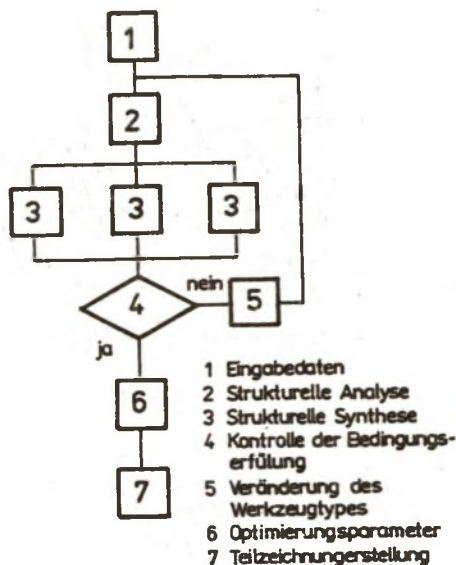 1
2
3 3 3
4
nein
5
ja
6
7
1 Eingabedaten
2 Strukturelle Analyse
3 Strukturelle Synthese
4 Kontrolle der Bedingungs-
erfülung
5 Veränderung des
Werkzeugtypes
6 Optimierungsparameter
7 Teilzeichnungerstellung